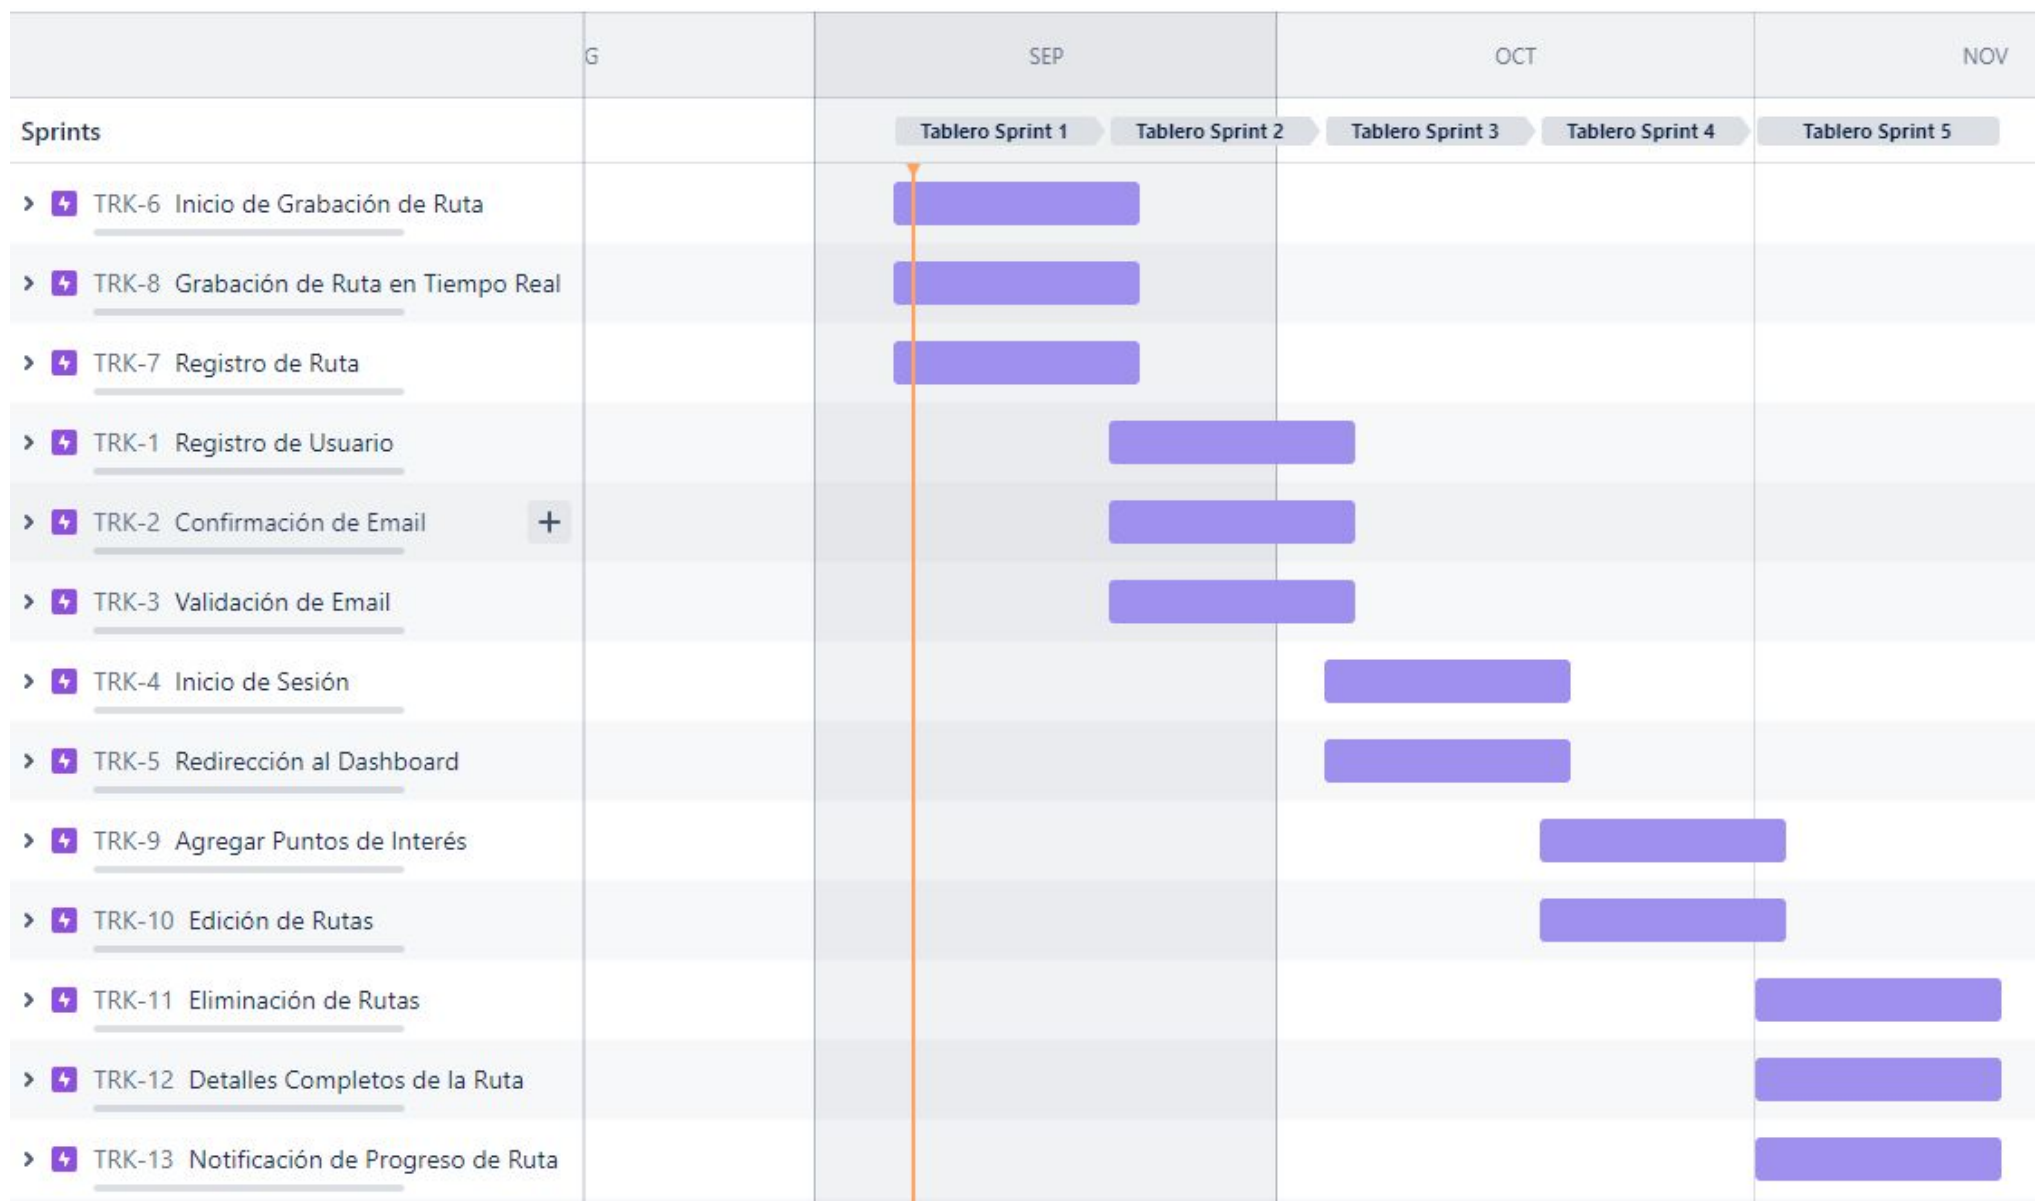 G SEP OCT NOV
Sprints Tablero Sprint 1 Tablero Sprint 2 Tablero Sprint 3 Tablero Sprint 4 Tablero Sprint 5
TRK-6 Inicio de Grabación de Ruta
TRK-8 Grabación de Ruta en Tiempo Real
TRK-7 Registro de Ruta
TRK-1 Registro de Usuario
TRK-2 Confirmación de Email +
TRK-3 Validación de Email
TRK-4 Inicio de Sesión
TRK-5 Redirección al Dashboard
TRK-9 Agregar Puntos de Interés
TRK-10 Edición de Rutas
TRK-11 Eliminación de Rutas
TRK-12 Detalles Completos de la Ruta
TRK-13 Notificación de Progreso de Ruta